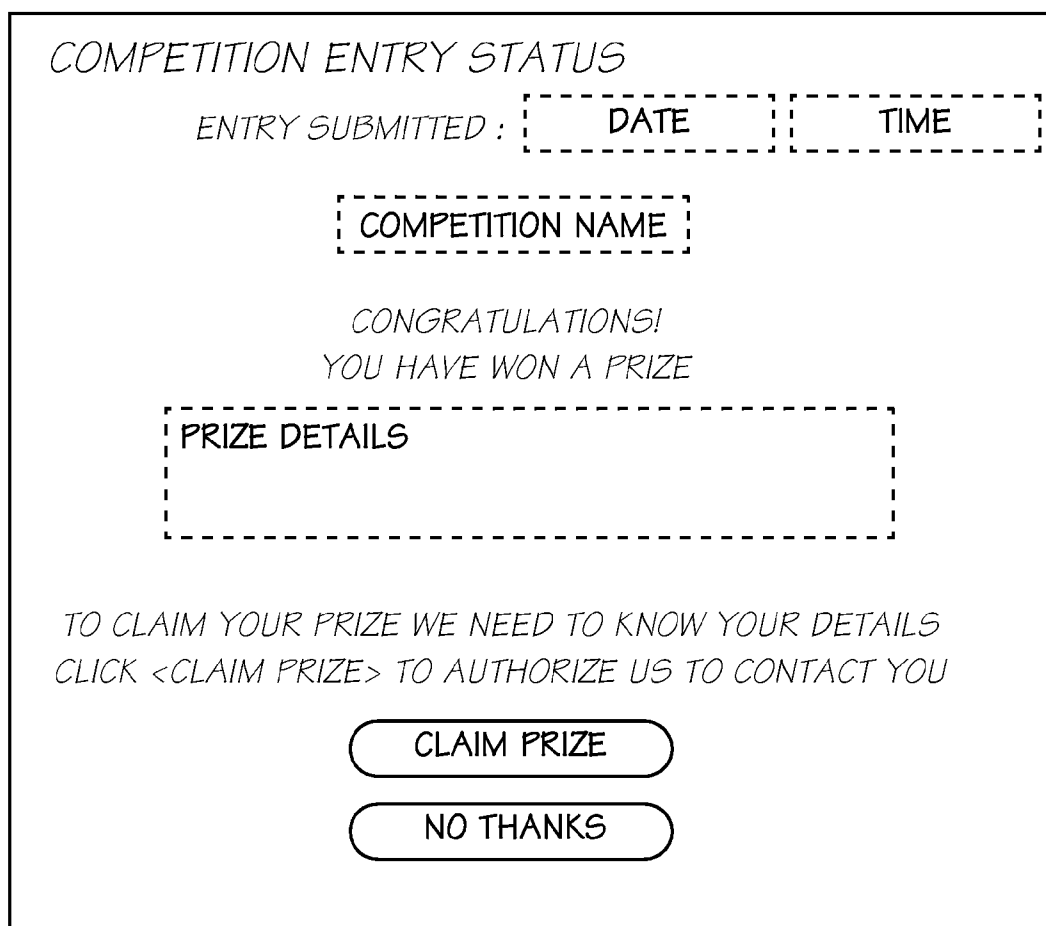 COMPETITION ENTRY STATUS
ENTRY SUBMITTED : DATE TIME
COMPETITION NAME
CONGRATULATIONS!
YOU HAVE WON A PRIZE
PRIZE DETAILS
TO CLAIM YOUR PRIZE WE NEED TO KNOW YOUR DETAILS
CLICK <CLAIM PRIZE> TO AUTHORIZE US TO CONTACT YOU
CLAIM PRIZE
NO THANKS